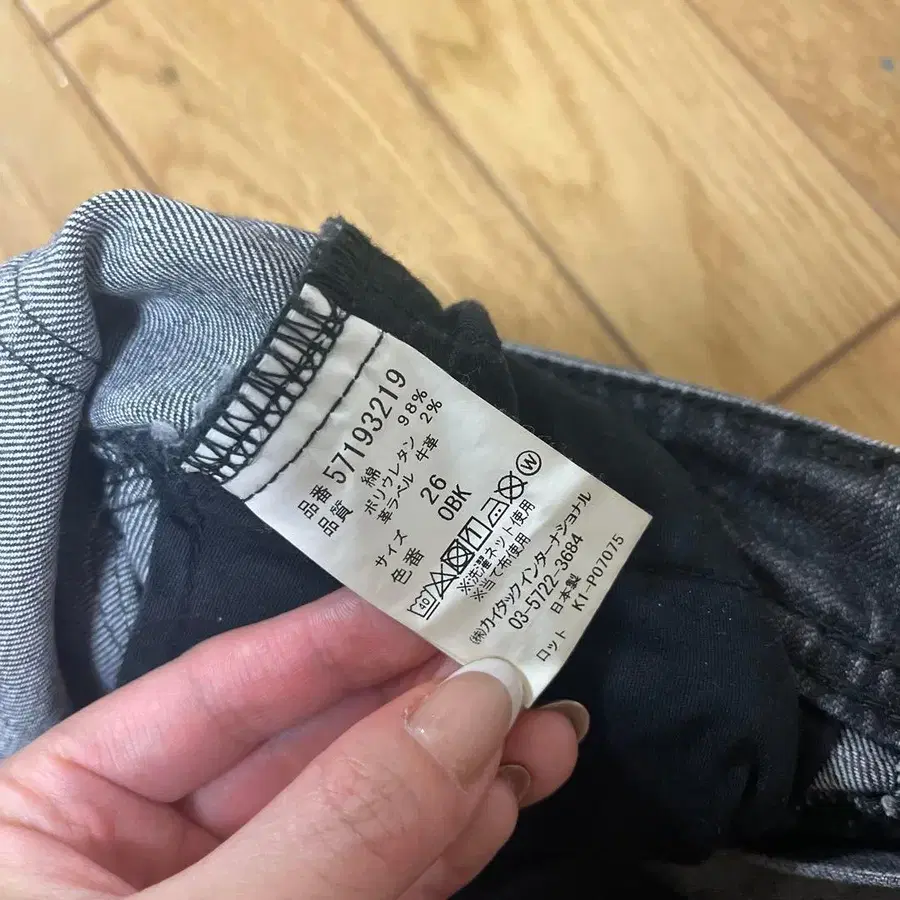 品番 57193219
品質 綿 98%
ポリウレタン 2%
革ラベル 牛革
サイズ 26
色番 0BK
40 W
※洗濯ネット使用
※当て布使用
㈱カイタックインターナショナル
03-5722-3684
日本製
ロット K1-P07075